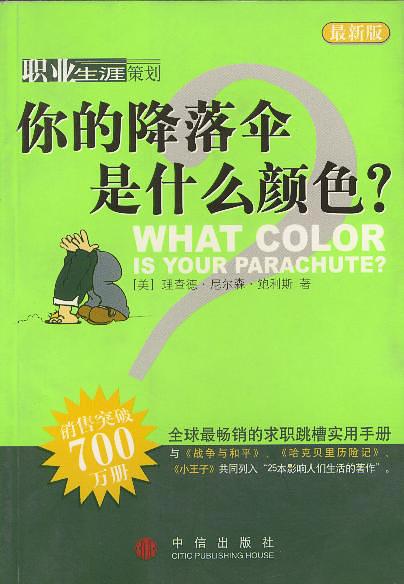 最新版
职业生涯策划
你的降落伞
是什么颜色?
WHAT COLOR
IS YOUR PARACHUTE?
[美] 理查德·尼尔森·鲍利斯 著
销售突破
700
万册
全球最畅销的求职跳槽实用手册
与《战争与和平》、《哈克贝里历险记》、
《小王子》共同列入“25本影响人们生活的著作”。
中信出版社
CITIC PUBLISHING HOUSE